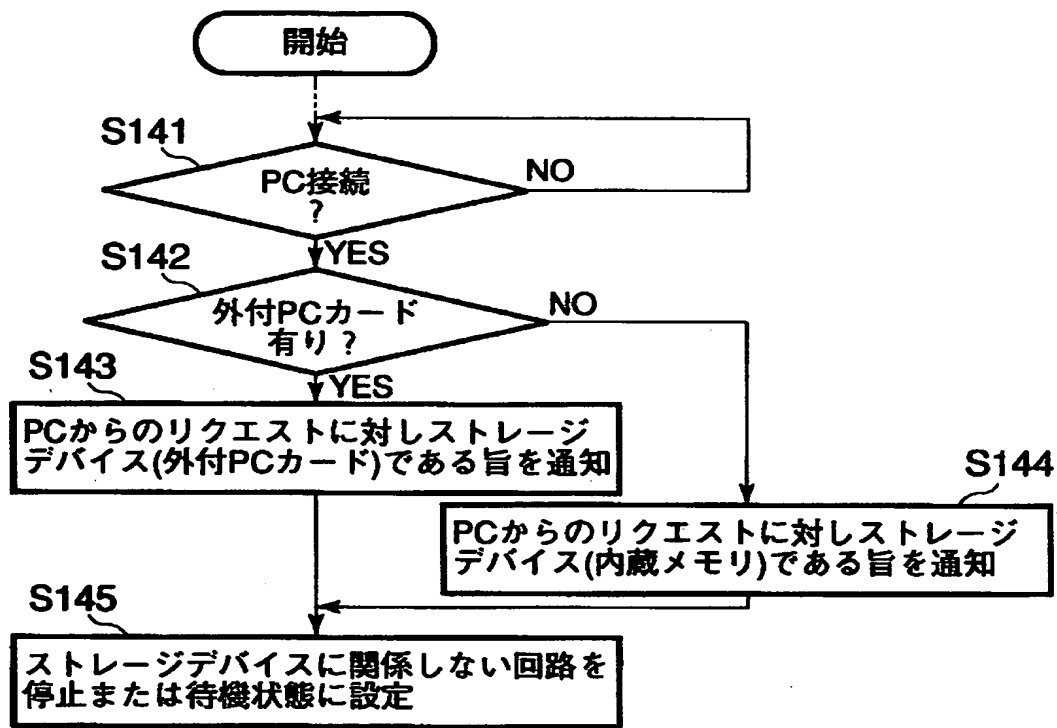 開始
S141
PC接続
?
NO
YES
S142
外付PCカード
有り?
NO
YES
S143
PCからのリクエストに対しストレージ
デバイス(外付PCカード)である旨を通知
S144
PCからのリクエストに対しストレージ
デバイス(内蔵メモリ)である旨を通知
S145
ストレージデバイスに関係しない回路を
停止または待機状態に設定